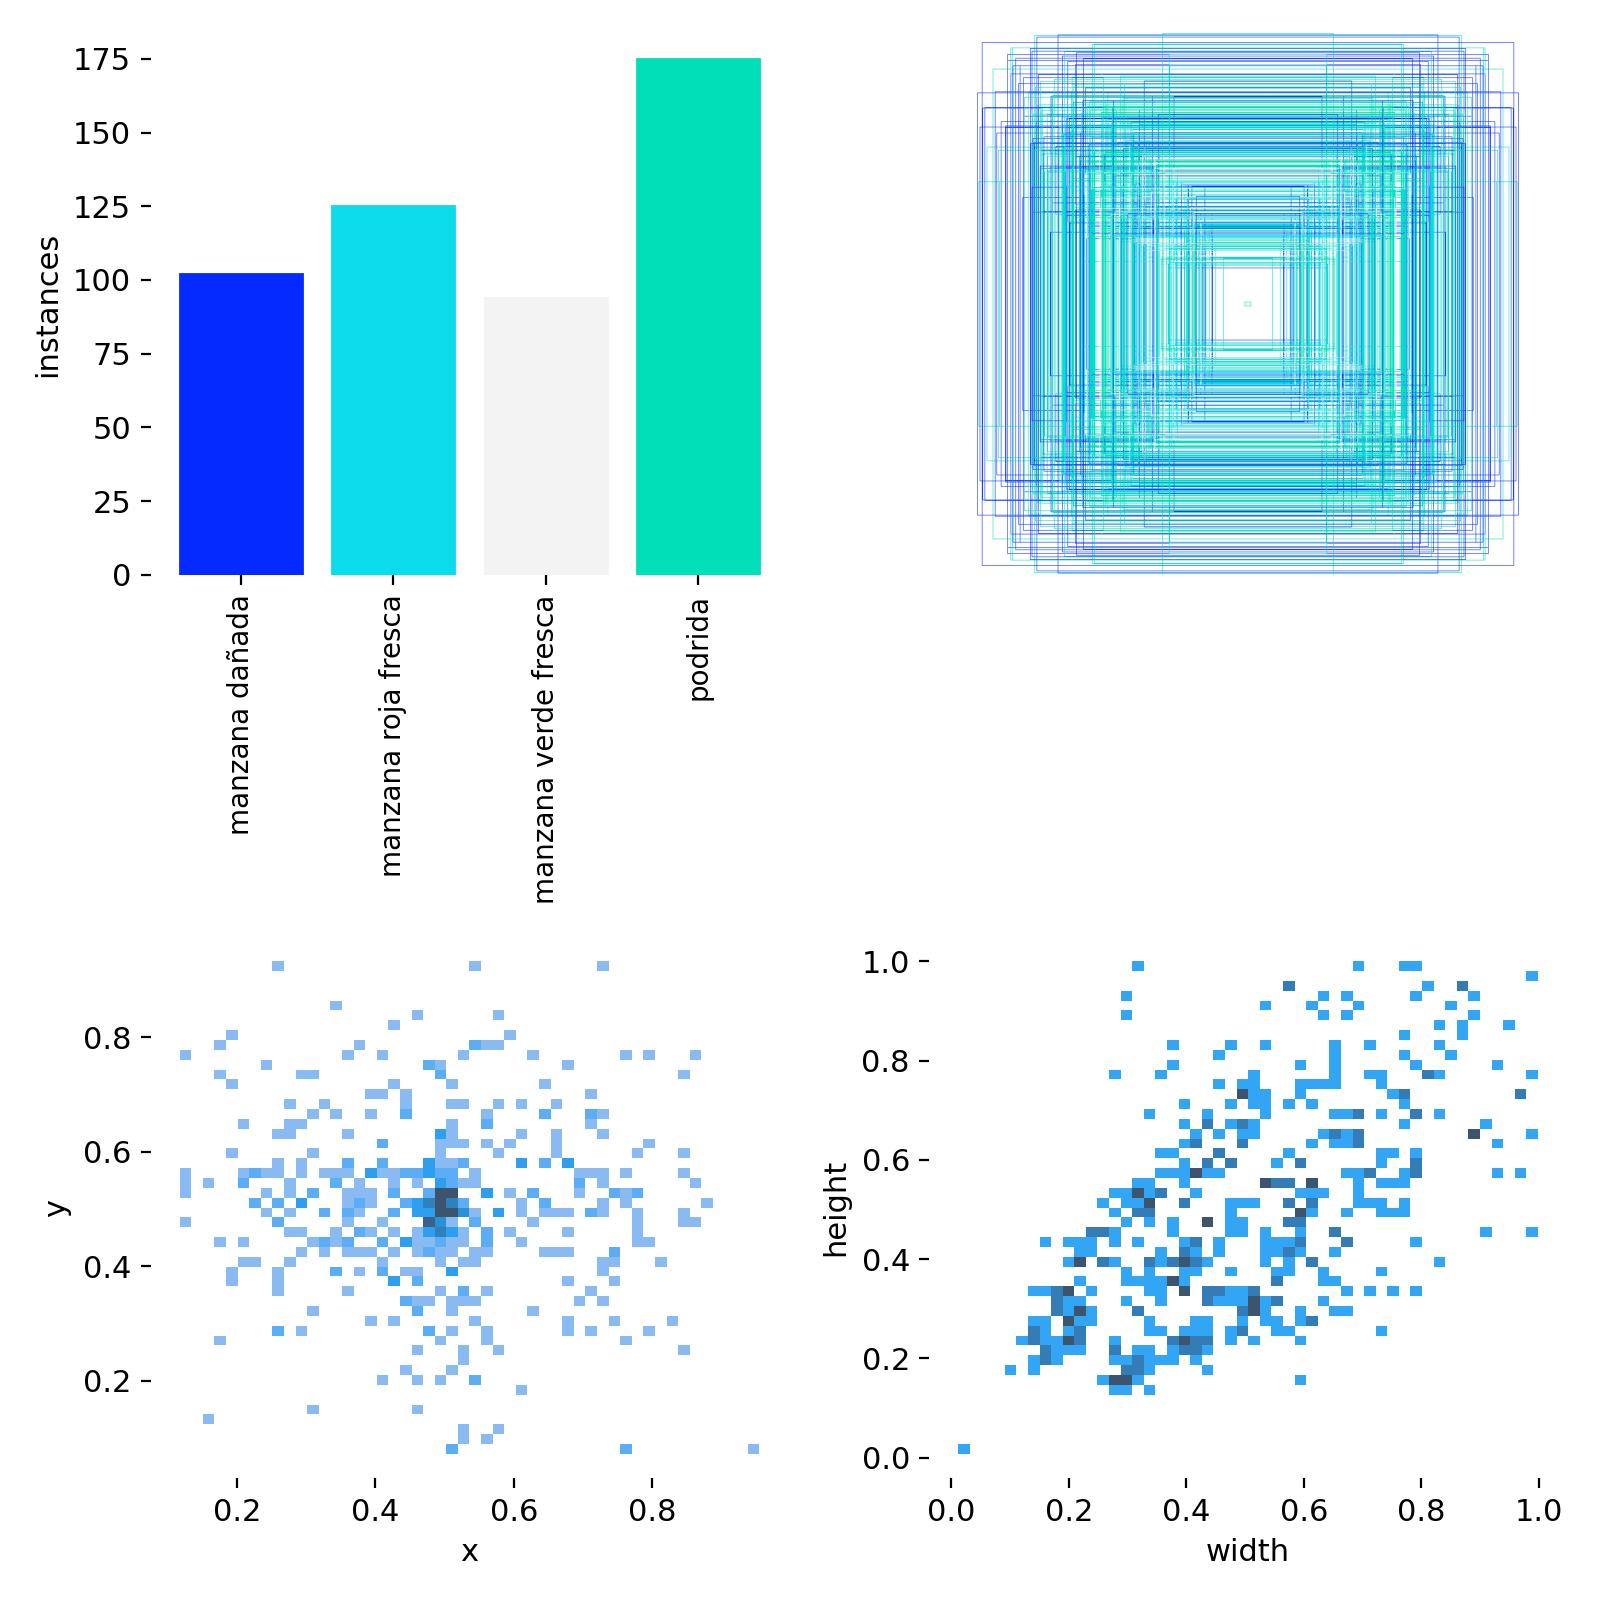 instances
175
150
125
100
75
50
25
0
manzana dañada
manzana roja fresca
manzana verde fresca
podrida
y
0.8
0.6
0.4
0.2
0.2 0.4 0.6 0.8
x
height
1.0
0.8
0.6
0.4
0.2
0.0
0.0 0.2 0.4 0.6 0.8 1.0
width